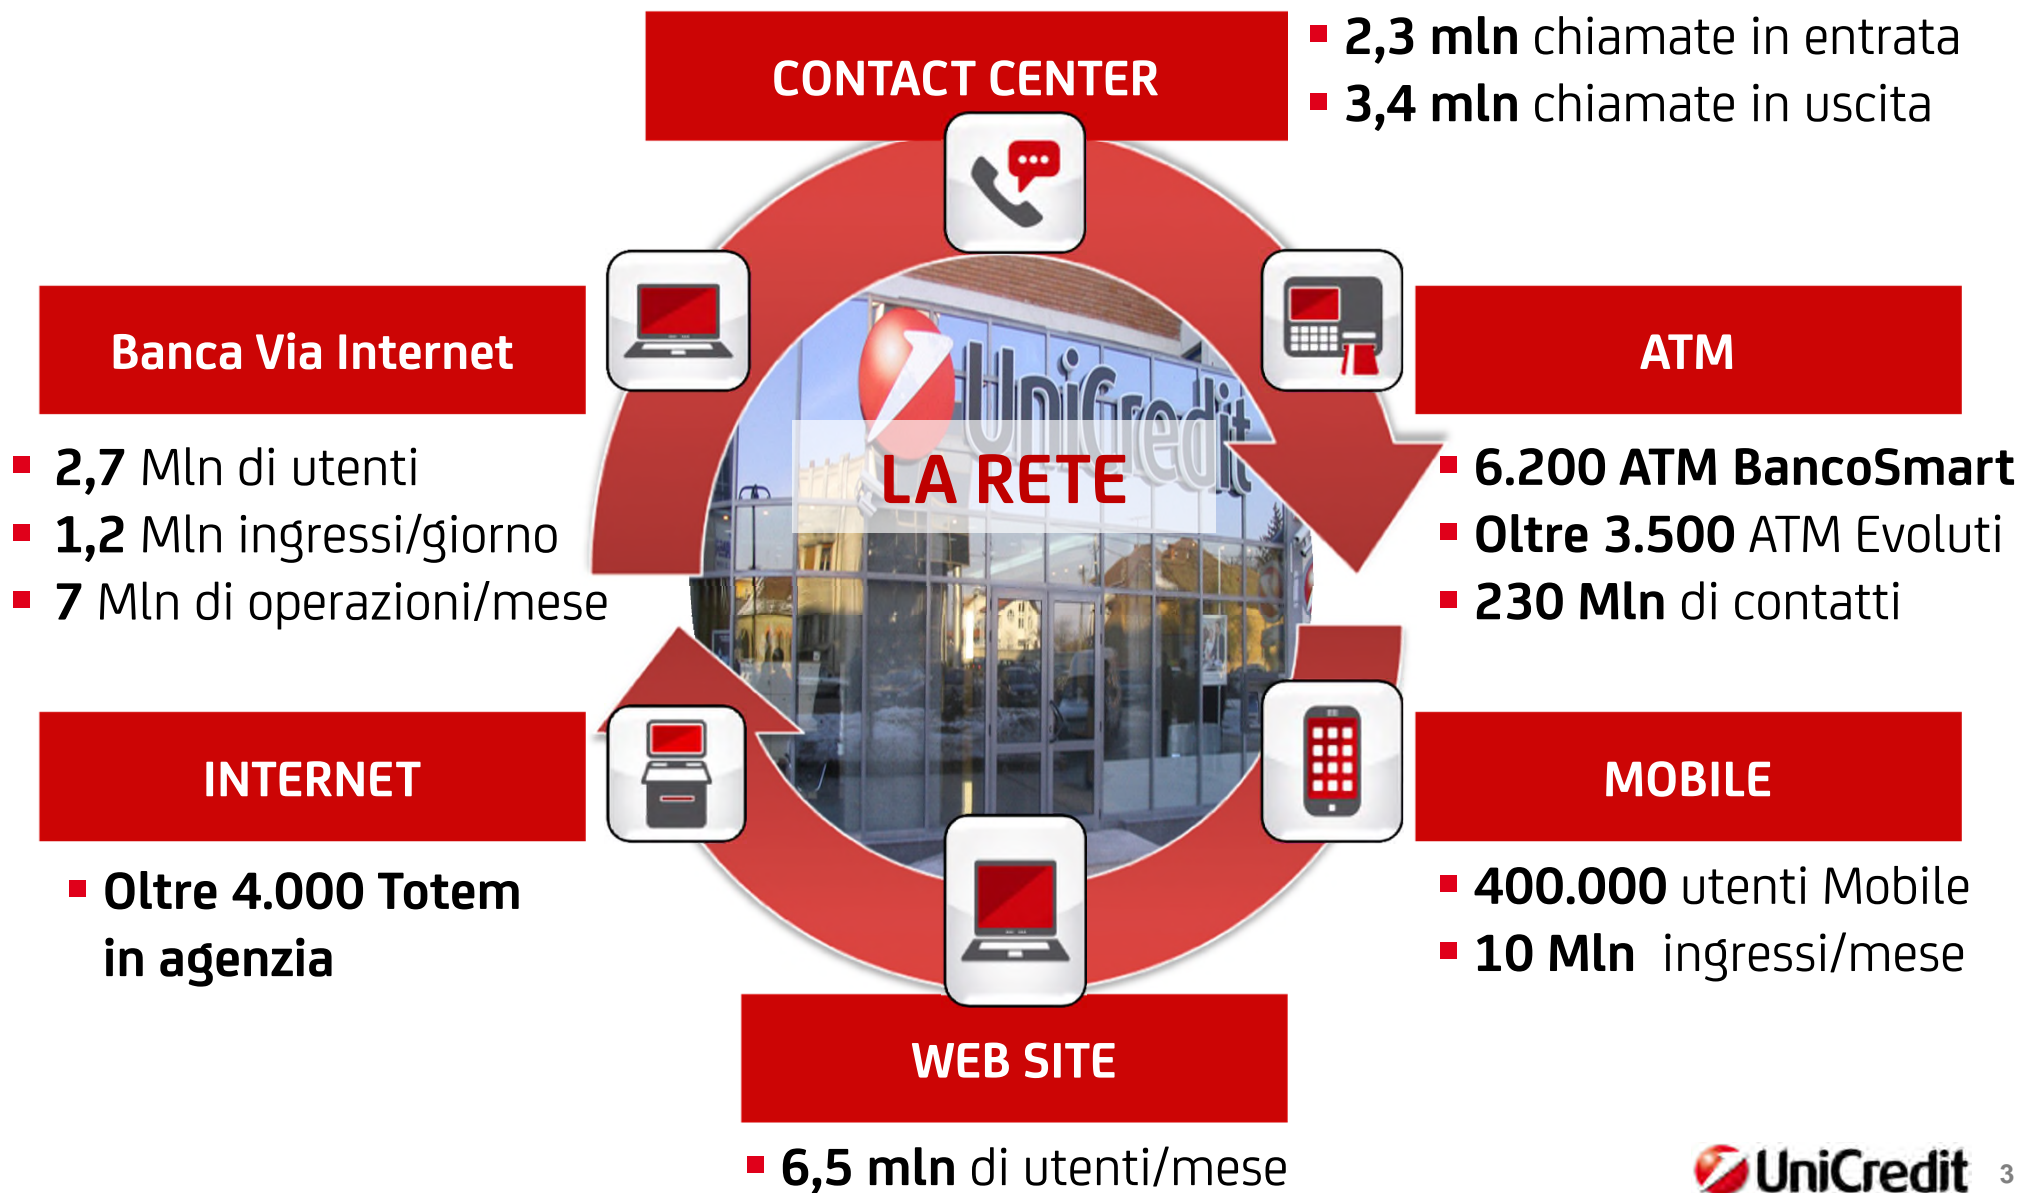 CONTACT CENTER
2,3 mln chiamate in entrata
3,4 mln chiamate in uscita
Banca Via Internet
2,7 Mln di utenti
1,2 Mln ingressi/giorno
7 Mln di operazioni/mese
UniCredit
LA RETE
ATM
6.200 ATM BancoSmart
Oltre 3.500 ATM Evoluti
230 Mln di contatti
INTERNET
Oltre 4.000 Totem
in agenzia
MOBILE
400.000 utenti Mobile
10 Mln ingressi/mese
WEB SITE
6,5 mln di utenti/mese
UniCredit
3